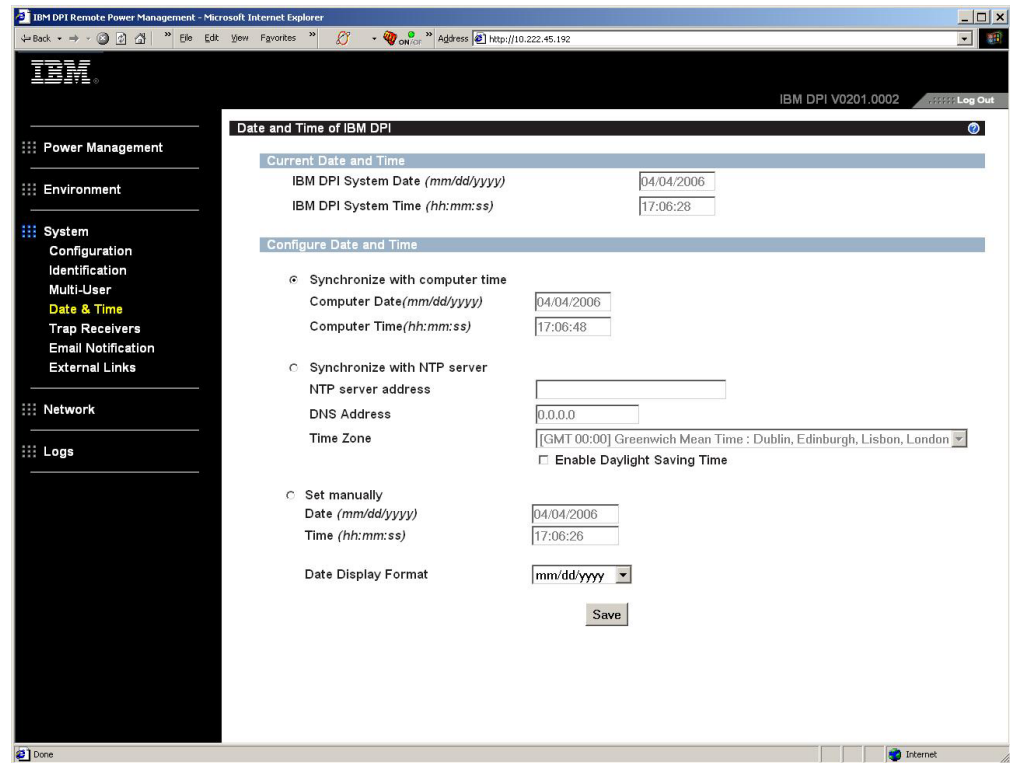 IBM DPI Remote Power Management - Microsoft Internet Explorer
Back File Edit View Favorites Address http://10.222.45.192
IBM
IBM DPI V0201.0002 Log Out
Date and Time of IBM DPI
Power Management
Environment
System
Configuration
Identification
Multi-User
Date & Time
Trap Receivers
Email Notification
External Links
Network
Logs
Current Date and Time
IBM DPI System Date (mm/dd/yyyy) 04/04/2006
IBM DPI System Time (hh:mm:ss) 17:06:28
Configure Date and Time
Synchronize with computer time
Computer Date(mm/dd/yyyy) 04/04/2006
Computer Time(hh:mm:ss) 17:06:48
Synchronize with NTP server
NTP server address
DNS Address 0.0.0.0
Time Zone [GMT 00:00] Greenwich Mean Time : Dublin, Edinburgh, Lisbon, London
Enable Daylight Saving Time
Set manually
Date (mm/dd/yyyy) 04/04/2006
Time (hh:mm:ss) 17:06:26
Date Display Format mm/dd/yyyy
Save
Done Internet